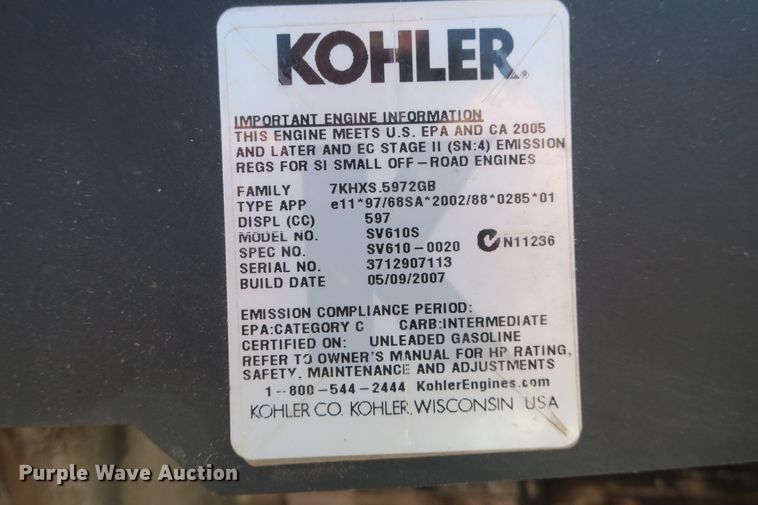 KOHLER®
IMPORTANT ENGINE INFORMATION
THIS ENGINE MEETS U.S. EPA AND CA 2005
AND LATER AND EC STAGE II (SN:4) EMISSION
REGS FOR SI SMALL OFF-ROAD ENGINES
FAMILY 7KHXS.5972GB
TYPE APP e11*97/68SA*2002/88*0285*01
DISPL (CC) 597
MODEL NO. SV610S
SPEC NO. SV610-0020 N11236
SERIAL NO. 3712907113
BUILD DATE 05/09/2007
EMISSION COMPLIANCE PERIOD:
EPA:CATEGORY C CARB:INTERMEDIATE
CERTIFIED ON: UNLEADED GASOLINE
REFER TO OWNER'S MANUAL FOR HP RATING,
SAFETY, MAINTENANCE AND ADJUSTMENTS
1-800-544-2444 KohlerEngines.com
KOHLER CO. KOHLER, WISCONSIN USA
Purple Wave Auction